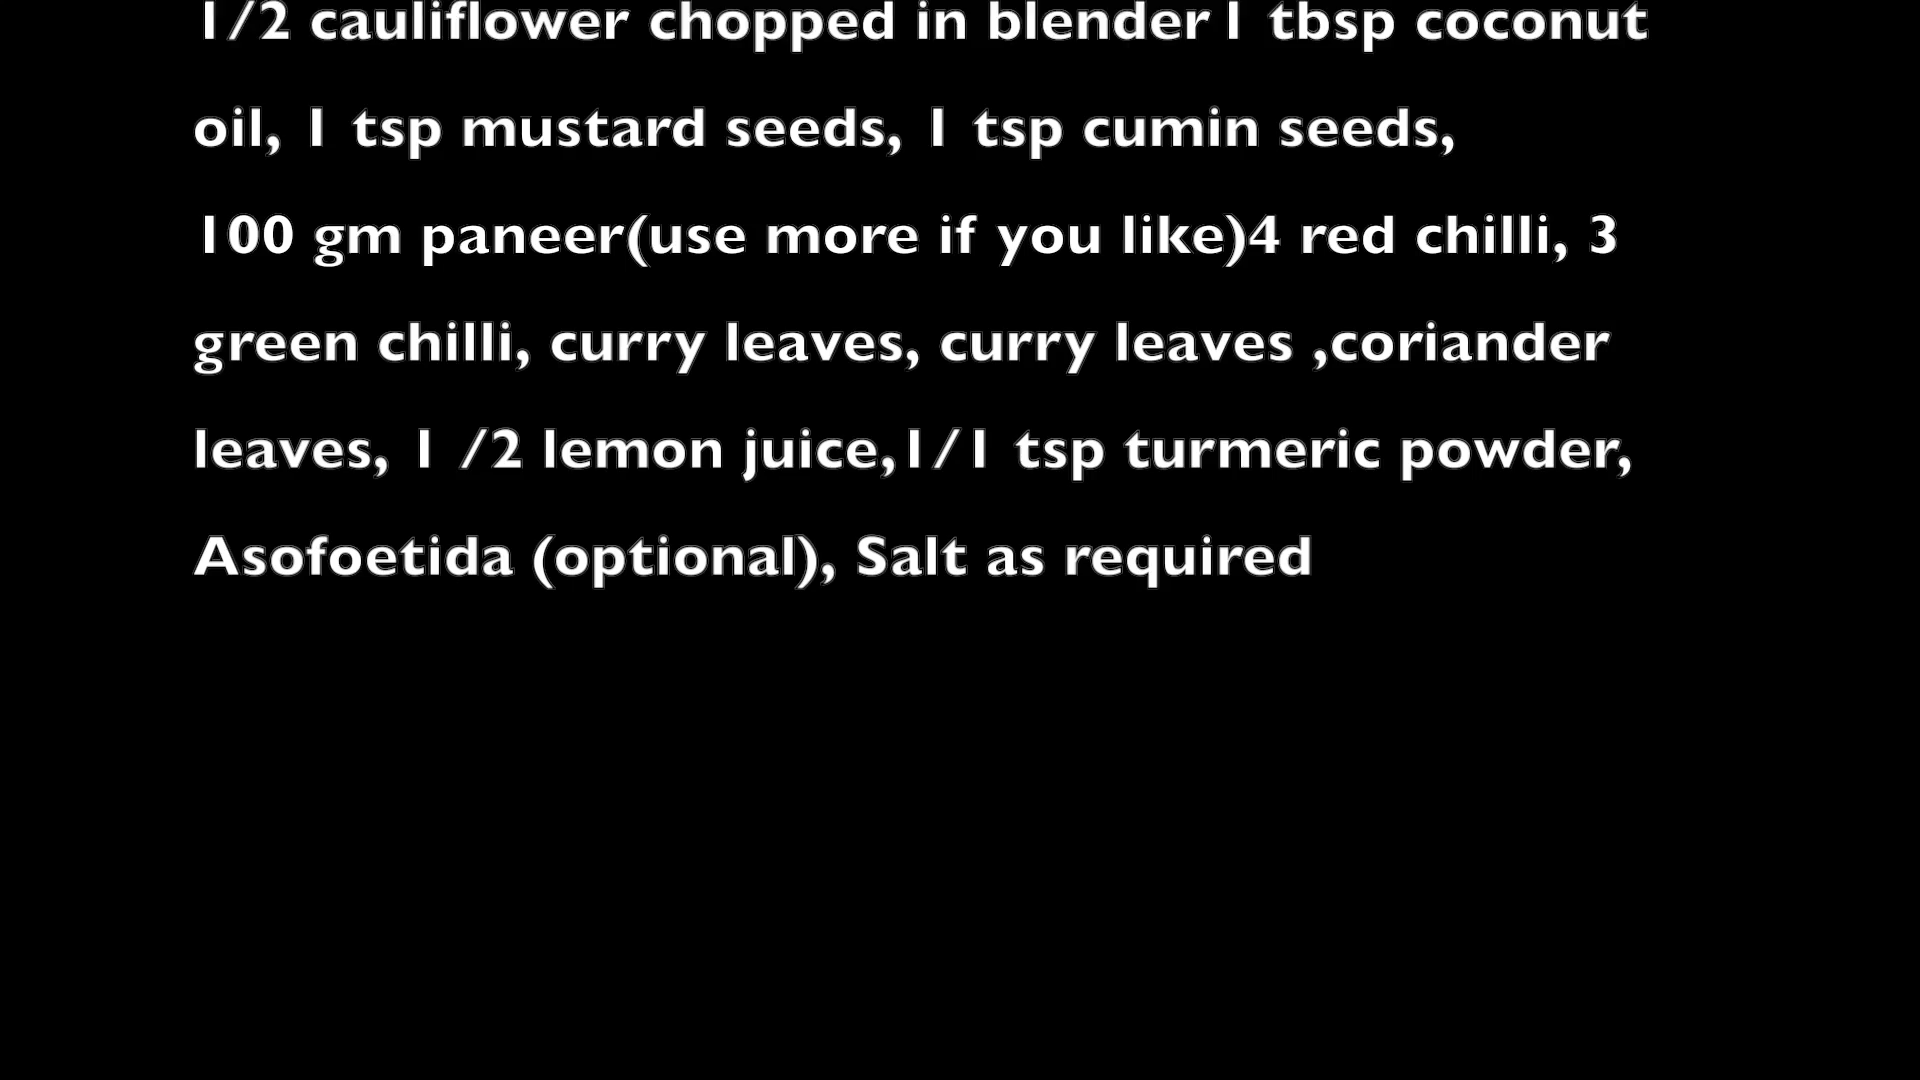 1/2 cauliflower chopped in blender1 tbsp coconut
oil, 1 tsp mustard seeds, 1 tsp cumin seeds,
100 gm paneer(use more if you like)4 red chilli, 3
green chilli, curry leaves, curry leaves ,coriander
leaves, 1 /2 lemon juice,1/1 tsp turmeric powder,
Asofoetida (optional), Salt as required